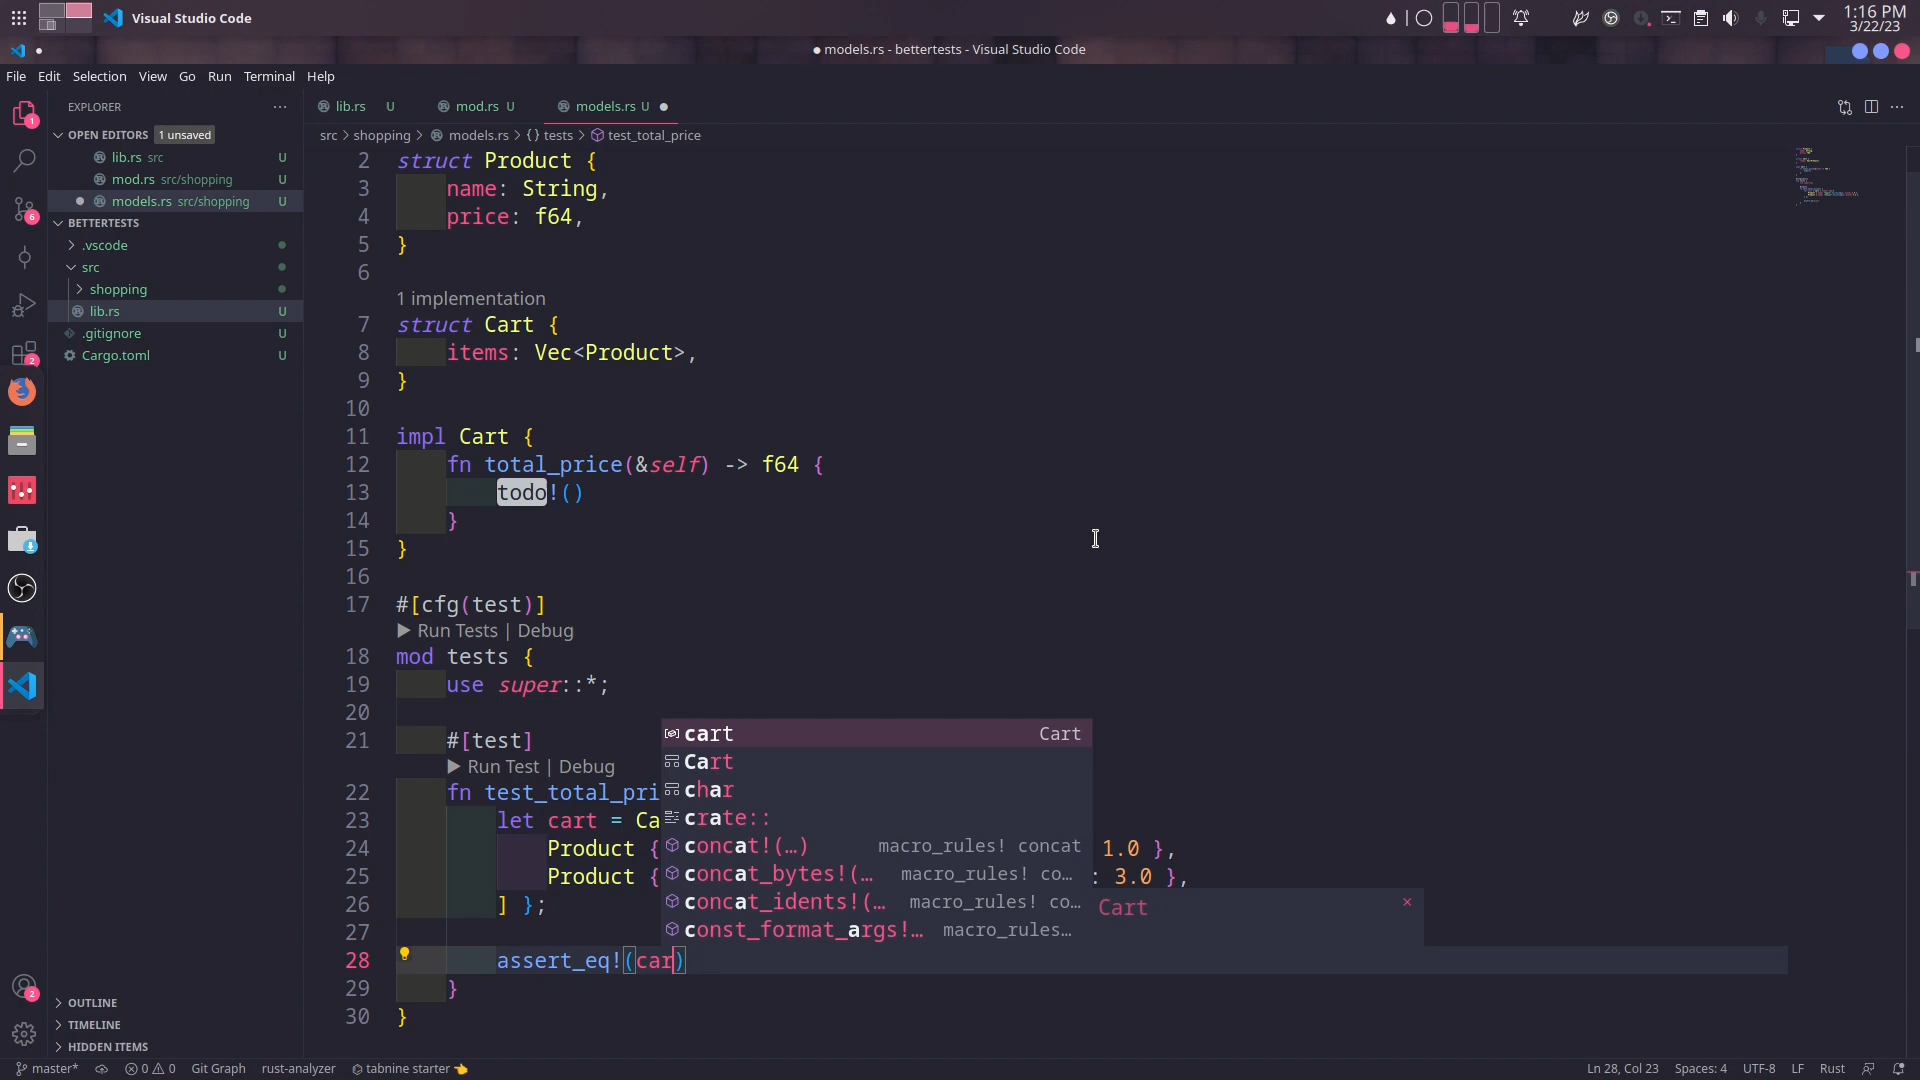 Visual Studio Code
1:16 PM
3/22/23
● models.rs - bettertests - Visual Studio Code
File Edit Selection View Go Run Terminal Help
EXPLORER
lib.rs U
mod.rs U
models.rs U
OPEN EDITORS 1 unsaved
src > shopping > models.rs > {} tests > test_total_price
lib.rs src U
mod.rs src/shopping U
models.rs src/shopping U
BETTERTESTS
.vscode
src
shopping
lib.rs U
.gitignore U
Cargo.toml U
OUTLINE
TIMELINE
HIDDEN ITEMS
1
6
2
2
2 struct Product {
3 name: String,
4 price: f64,
5 }
6
1 implementation
7 struct Cart {
8 items: Vec<Product>,
9 }
10
11 impl Cart {
12 fn total_price(&self) -> f64 {
13 todo!()
14 }
15 }
16
17 #[cfg(test)]
▶ Run Tests | Debug
18 mod tests {
19 use super::*;
20
21 #[test]
▶ Run Test | Debug
22 fn test_total_pri
23 let cart = Ca
24 Product { 1.0 },
25 Product { : 3.0 },
26 ] };
27
28 assert_eq!(car)
29 }
30 }
cart Cart
Cart
char
crate::
concat!(…) macro_rules! concat
concat_bytes!(… macro_rules! co…
concat_idents!(… macro_rules! co…
const_format_args!… macro_rules…
Cart ×
master* 0 0 Git Graph rust-analyzer tabnine starter
Ln 28, Col 23 Spaces: 4 UTF-8 LF Rust